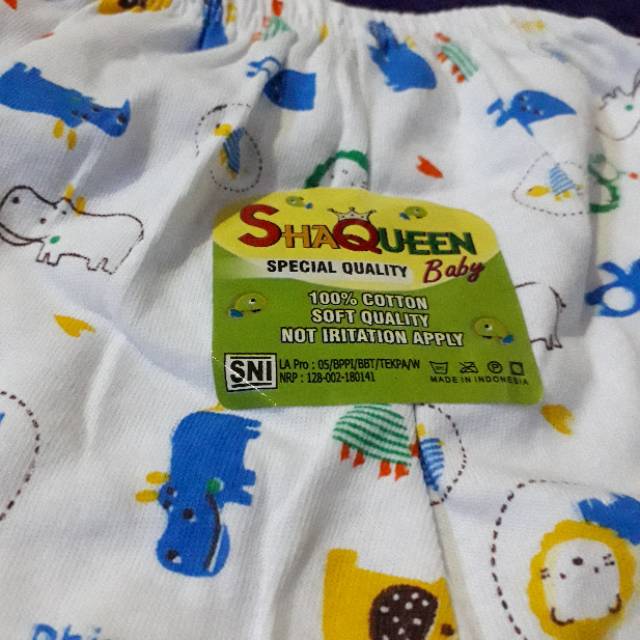 SHAQUEEN
SPECIAL QUALITY Baby
100% COTTON
SOFT QUALITY
NOT IRITATION APPLY
SNI
LA Pro : 05/BPPI/BBT/TEKPA/W
NRP : 128-002-180141
MADE IN INDONESIA